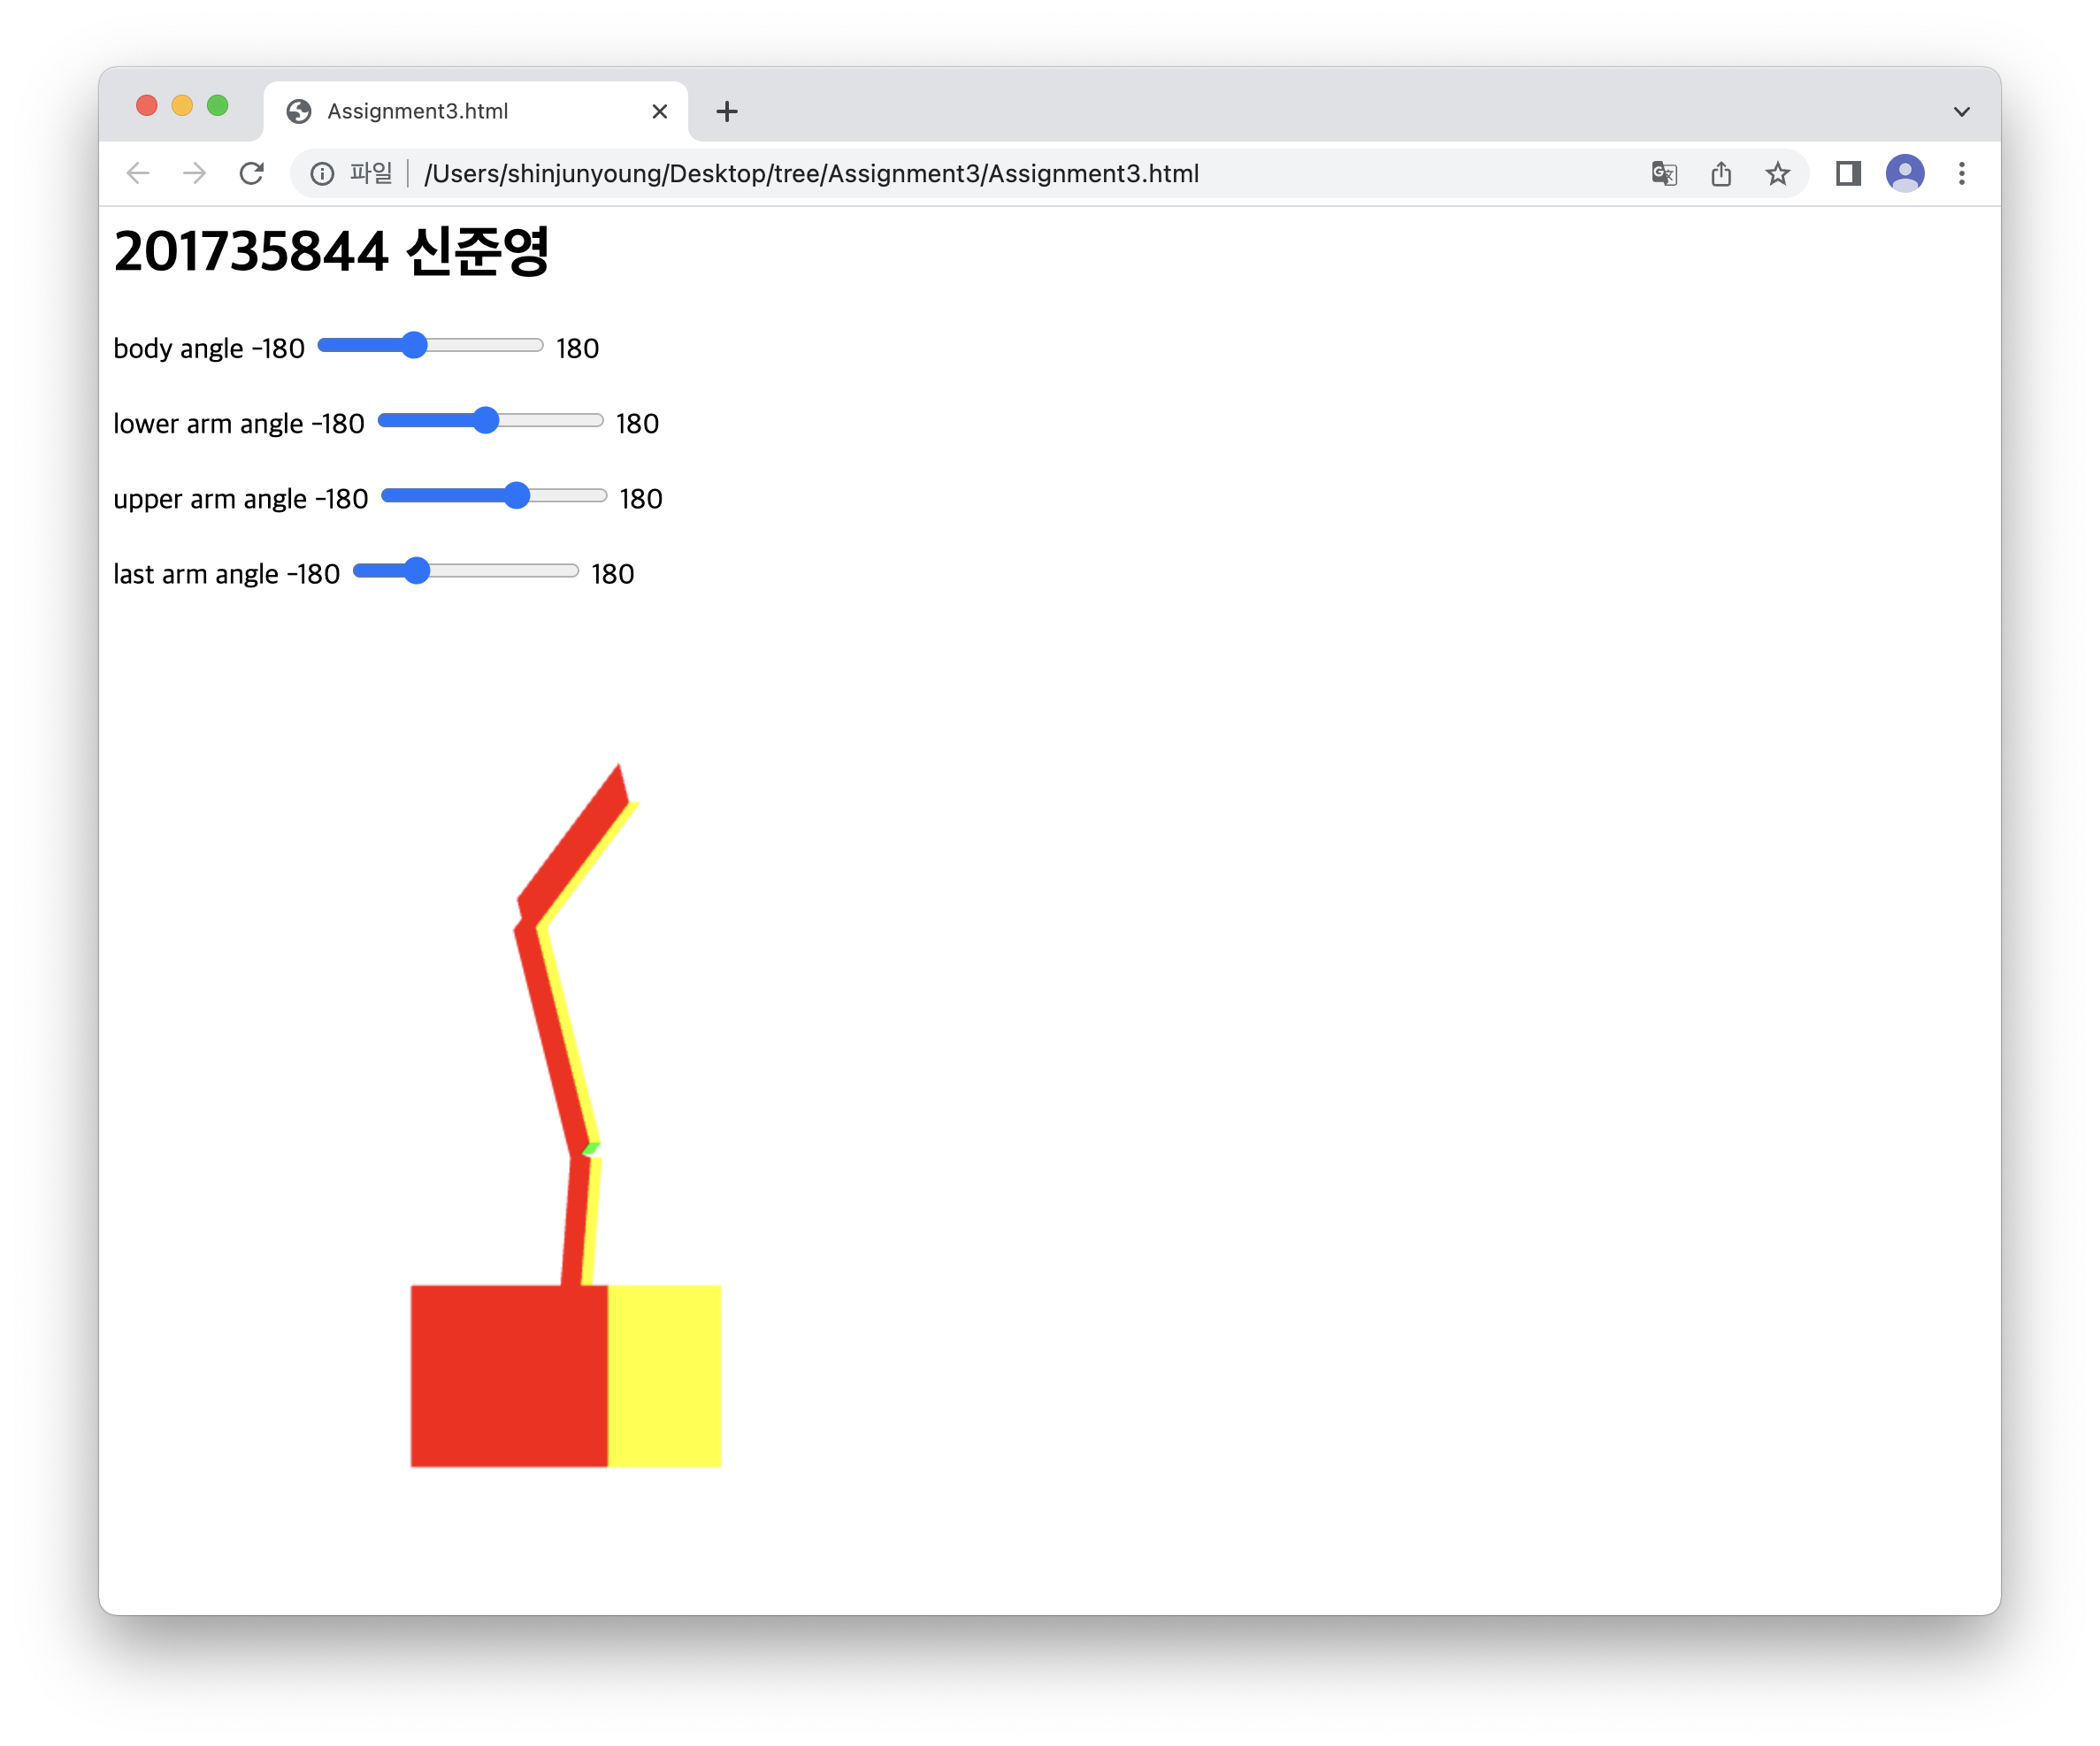 Assignment3.html
파일 /Users/shinjunyoung/Desktop/tree/Assignment3/Assignment3.html
201735844 신준영
body angle -180 180
lower arm angle -180 180
upper arm angle -180 180
last arm angle -180 180